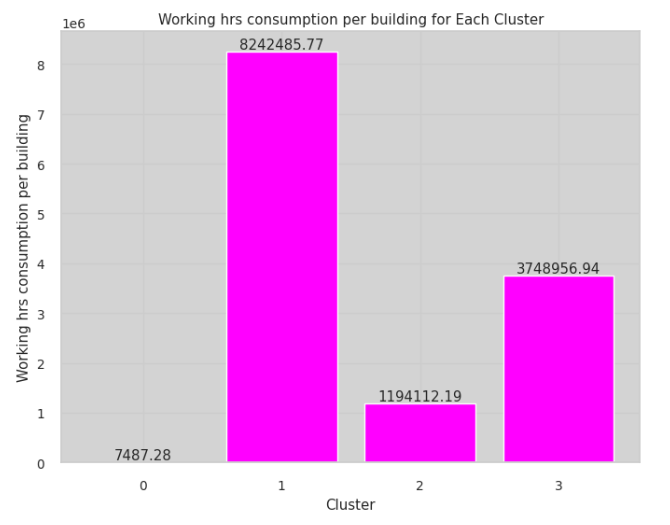 Working hrs consumption per building for Each Cluster
1e6
8242485.77
8
7
6
5
4
3
2
1
0
Working hrs consumption per building
3748956.94
1194112.19
7487.28
0 1 2 3
Cluster